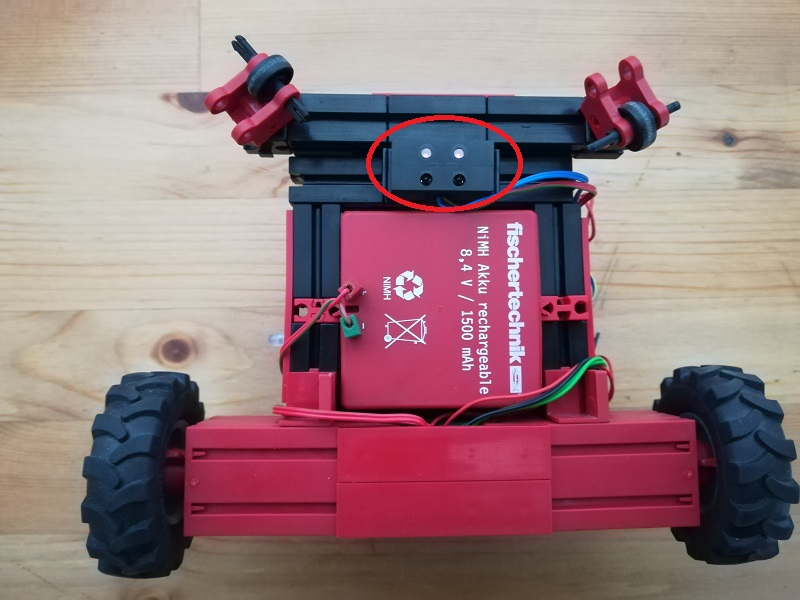 fischertechnik
NiMH Akku rechargeable
8,4 V / 1500 mAh
NiMH